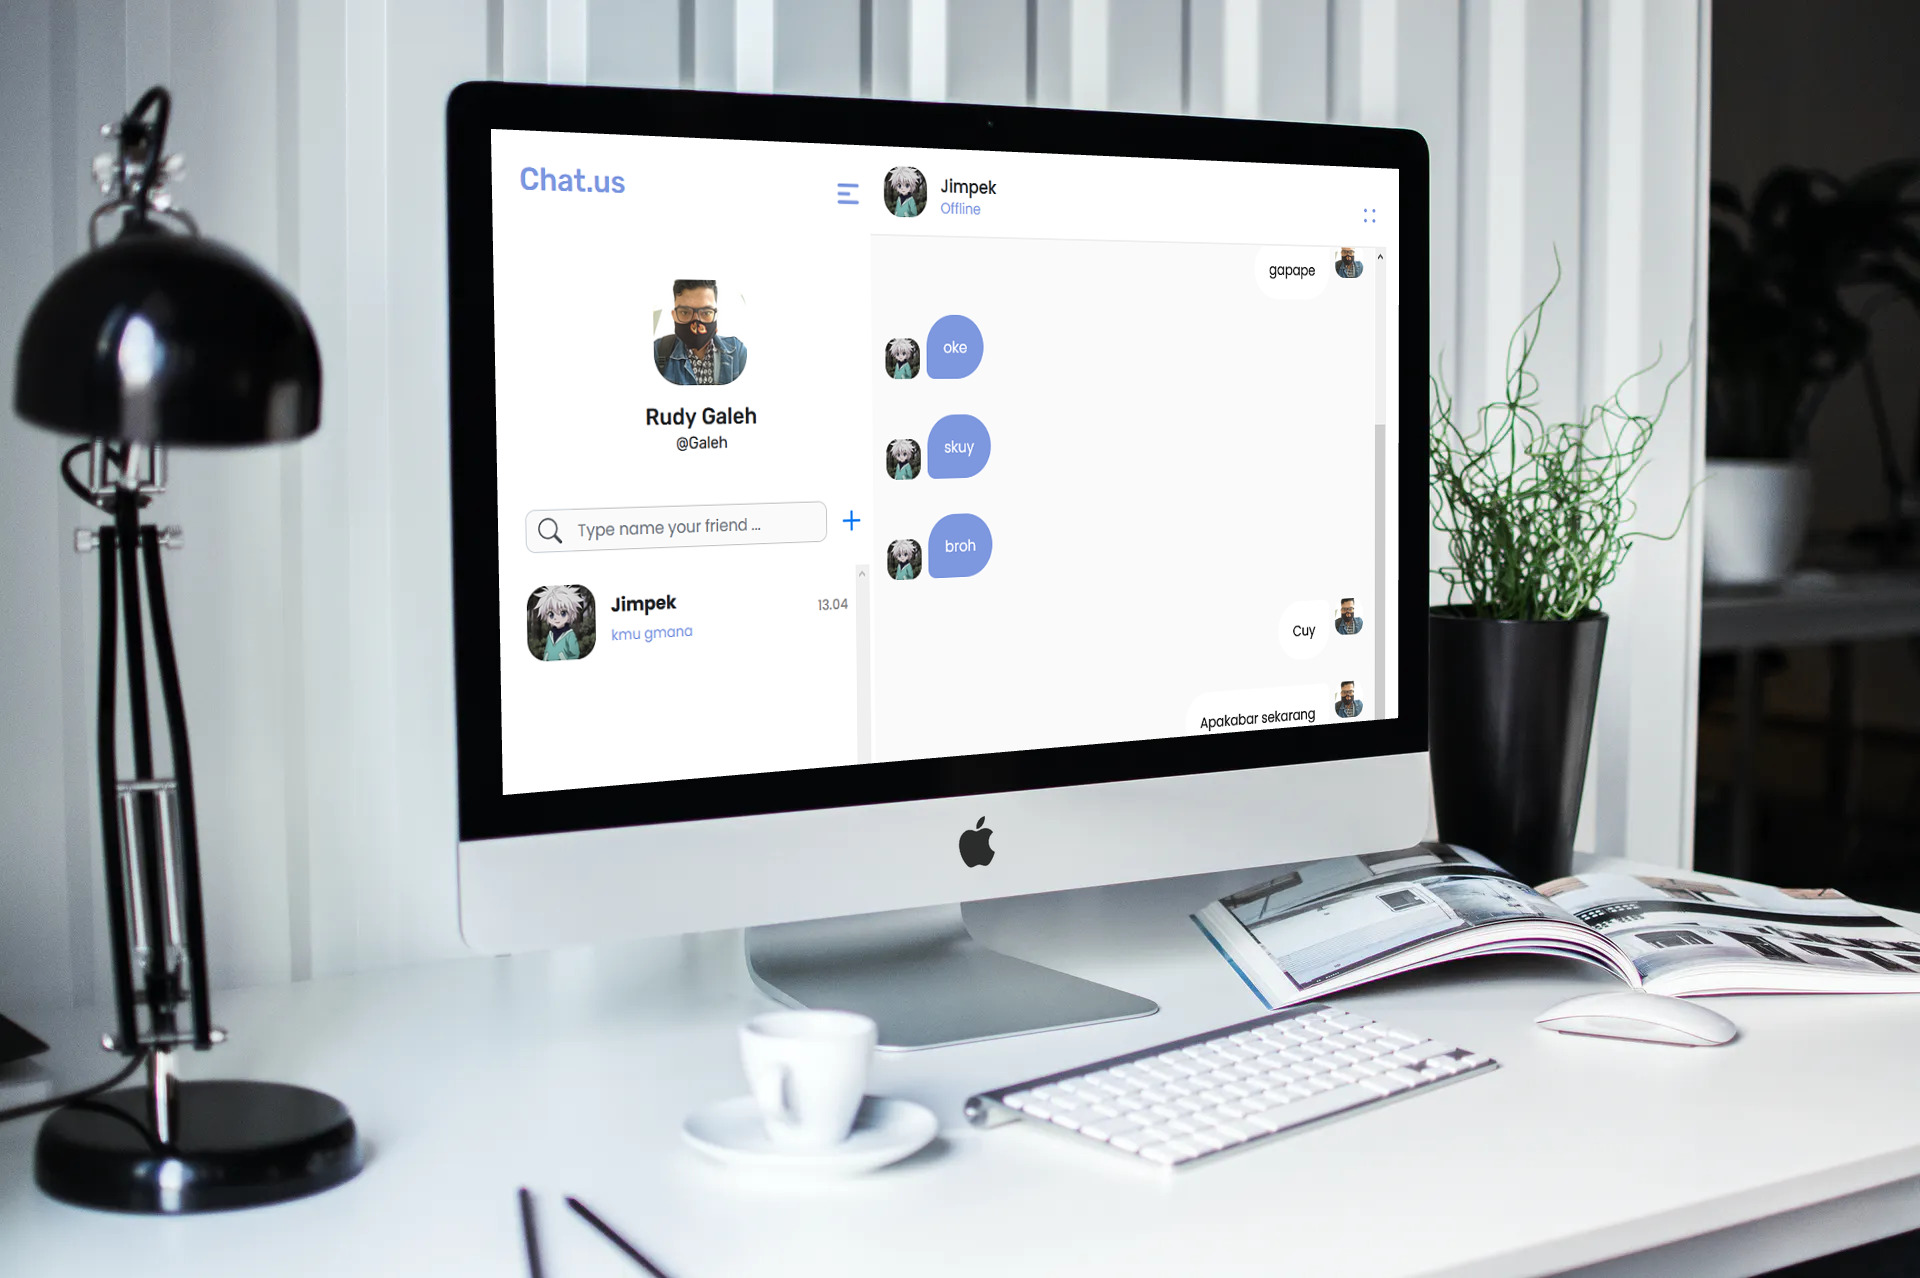 Chat.us
Rudy Galeh
@Galeh
Type name your friend ...
Jimpek
13.04
kmu gmana
Jimpek
Offline
gapape
oke
skuy
broh
Cuy
Apakabar sekarang